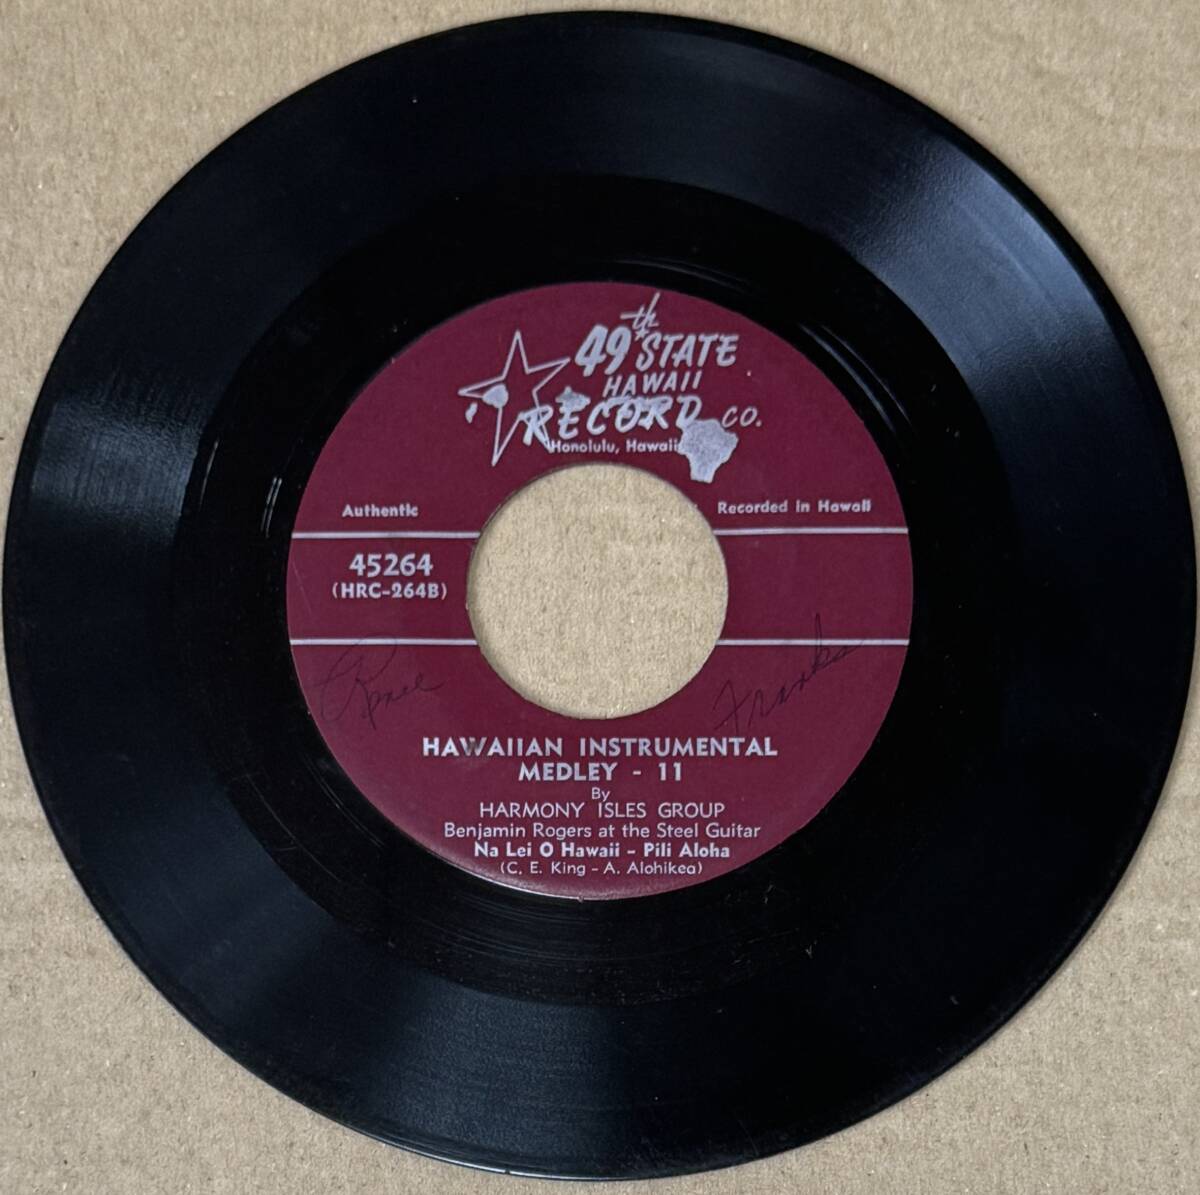 49th STATE
HAWAII
RECORD CO.
Honolulu, Hawaii
Authentic
Recorded in Hawaii
45264
(HRC-264B)
Franks
HAWAIIAN INSTRUMENTAL
MEDLEY - 11
By
HARMONY ISLES GROUP
Benjamin Rogers at the Steel Guitar
Na Lei O Hawaii - Pili Aloha
(C. E. King - A. Alohikea)